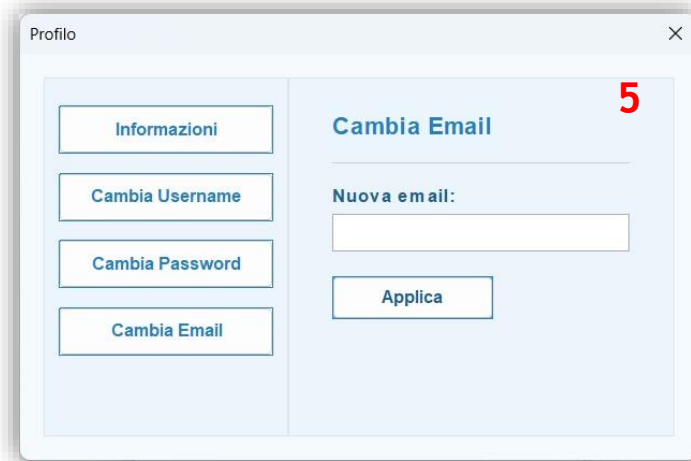 Profilo
5
Informazioni
Cambia Username
Cambia Password
Cambia Email
Cambia Email
Nuova email:
Applica